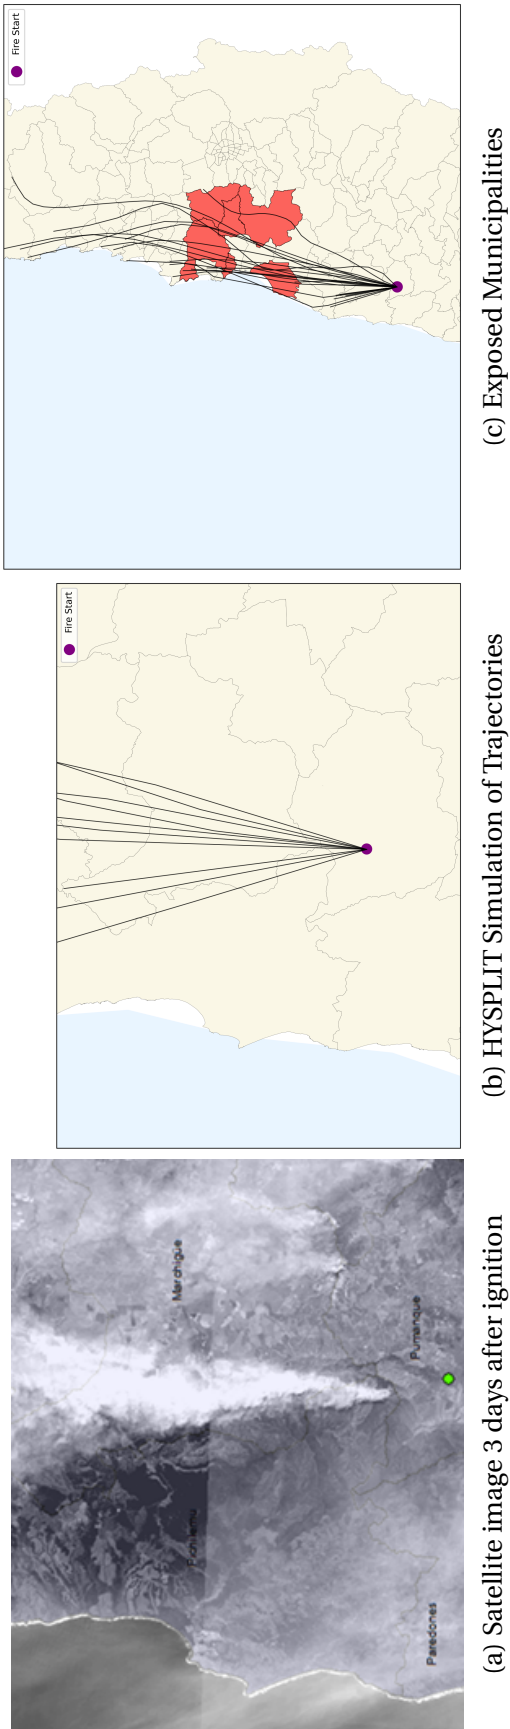 Marchigue
Pichilemu
Pumanque
Paredones
(a) Satellite image 3 days after ignition
Fire Start
(b) HYSPLIT Simulation of Trajectories
Fire Start
(c) Exposed Municipalities